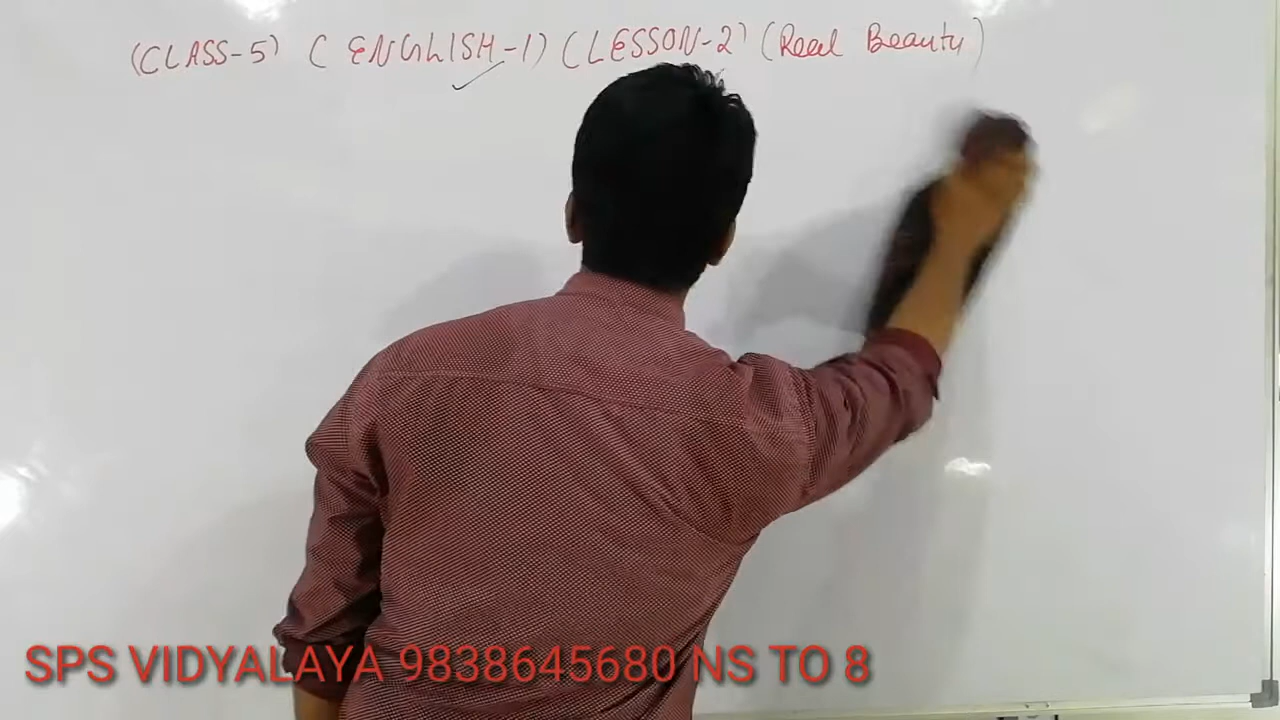 (CLASS-5) (ENGLISH-1) (LESSON-2) (Real Beauty)
SPS VIDYALAYA 9838645680 NS TO 8